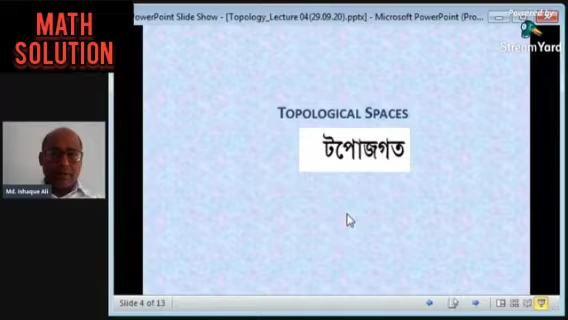 MATH
SOLUTION
PowerPoint Slide Show - [Topology_Lecture 04(29.09.20).pptx] - Microsoft PowerPoint (Pro...
Powered by
StreamYard
TOPOLOGICAL SPACES
টপোজগত
Md. Ishaque Ali
Slide 4 of 13